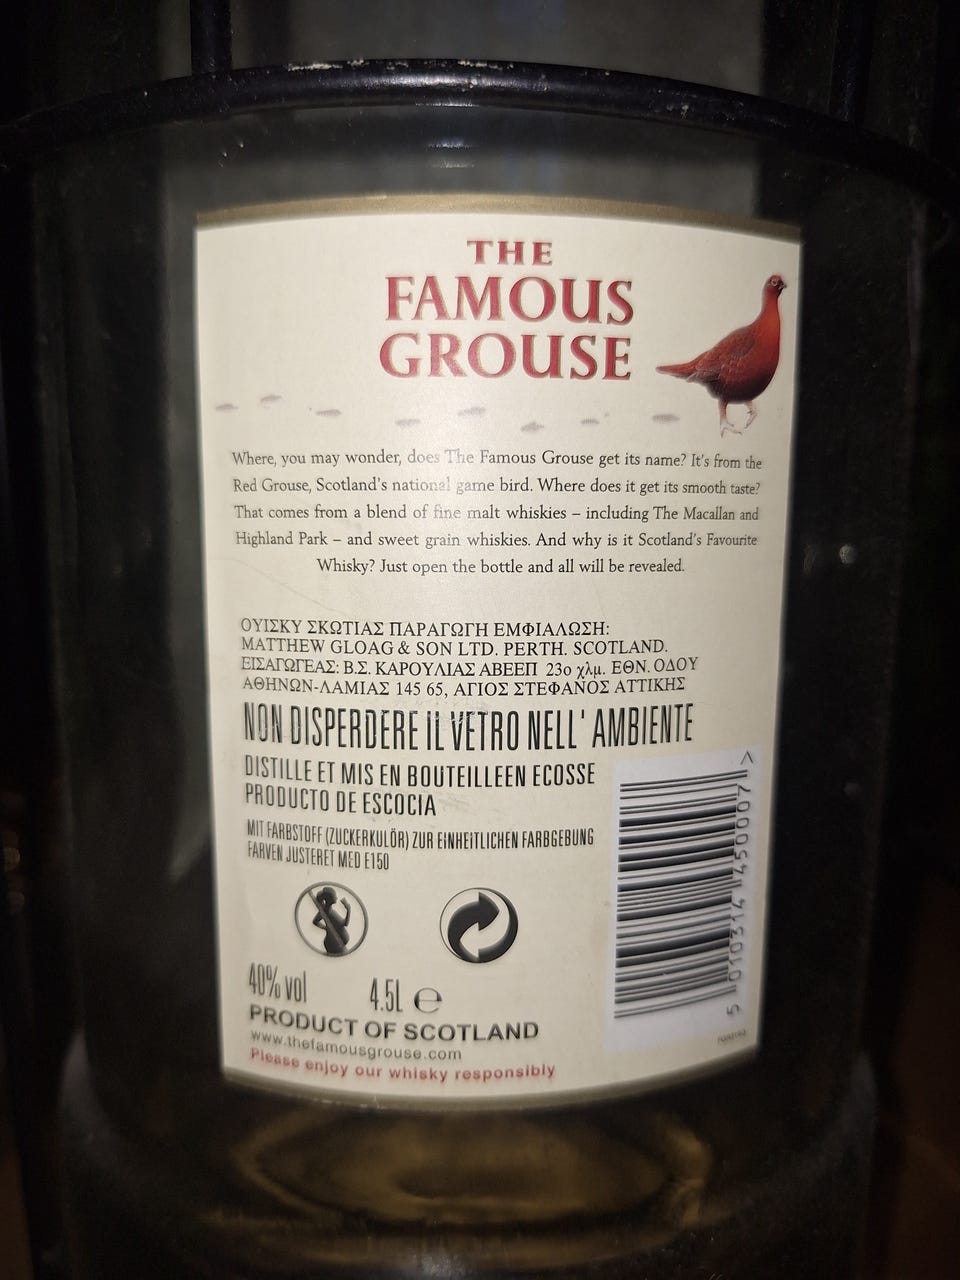 THE
FAMOUS
GROUSE
Where, you may wonder, does The Famous Grouse get its name? It's from the
Red Grouse, Scotland's national game bird. Where does it get its smooth taste?
That comes from a blend of fine malt whiskies – including The Macallan and
Highland Park – and sweet grain whiskies. And why is it Scotland's Favourite
Whisky? Just open the bottle and all will be revealed.
ΟΥΙΣΚΥ ΣΚΩΤΙΑΣ ΠΑΡΑΓΩΓΗ ΕΜΦΙΑΛΩΣΗ:
MATTHEW GLOAG & SON LTD. PERTH. SCOTLAND.
ΕΙΣΑΓΩΓΕΑΣ: Β.Σ. ΚΑΡΟΥΛΙΑΣ ΑΒΕΕΠ 23ο χλμ. ΕΘΝ. ΟΔΟΥ
ΑΘΗΝΩΝ-ΛΑΜΙΑΣ 145 65, ΑΓΙΟΣ ΣΤΕΦΑΝΟΣ ΑΤΤΙΚΗΣ
NON DISPERDERE IL VETRO NELL' AMBIENTE
DISTILLE ET MIS EN BOUTEILLEEN ECOSSE
PRODUCTO DE ESCOCIA
MIT FARBSTOFF (ZUCKERKULÖR) ZUR EINHEITLICHEN FARBGEBUNG
FARVEN JUSTERET MED E150
40% vol 4.5L ℮
PRODUCT OF SCOTLAND
www.thefamousgrouse.com
Please enjoy our whisky responsibly
5 010314 450007 >